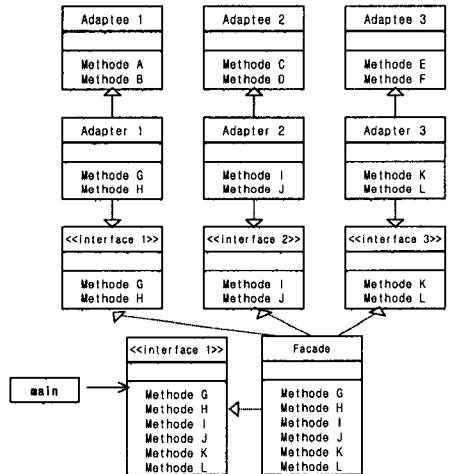 Adaptee 1
Methode A
Methode B
Adaptee 2
Methode C
Methode D
Adaptee 3
Methode E
Methode F
Adapter 1
Methode G
Methode H
Adapter 2
Methode I
Methode J
Adapter 3
Methode K
Methode L
<<interface 1>>
Methode G
Methode H
<<interface 2>>
Methode I
Methode J
<<interface 3>>
Methode K
Methode L
main
<<interface 1>>
Methode G
Methode H
Methode I
Methode J
Methode K
Methode L
Facade
Methode G
Methode H
Methode I
Methode J
Methode K
Methode L